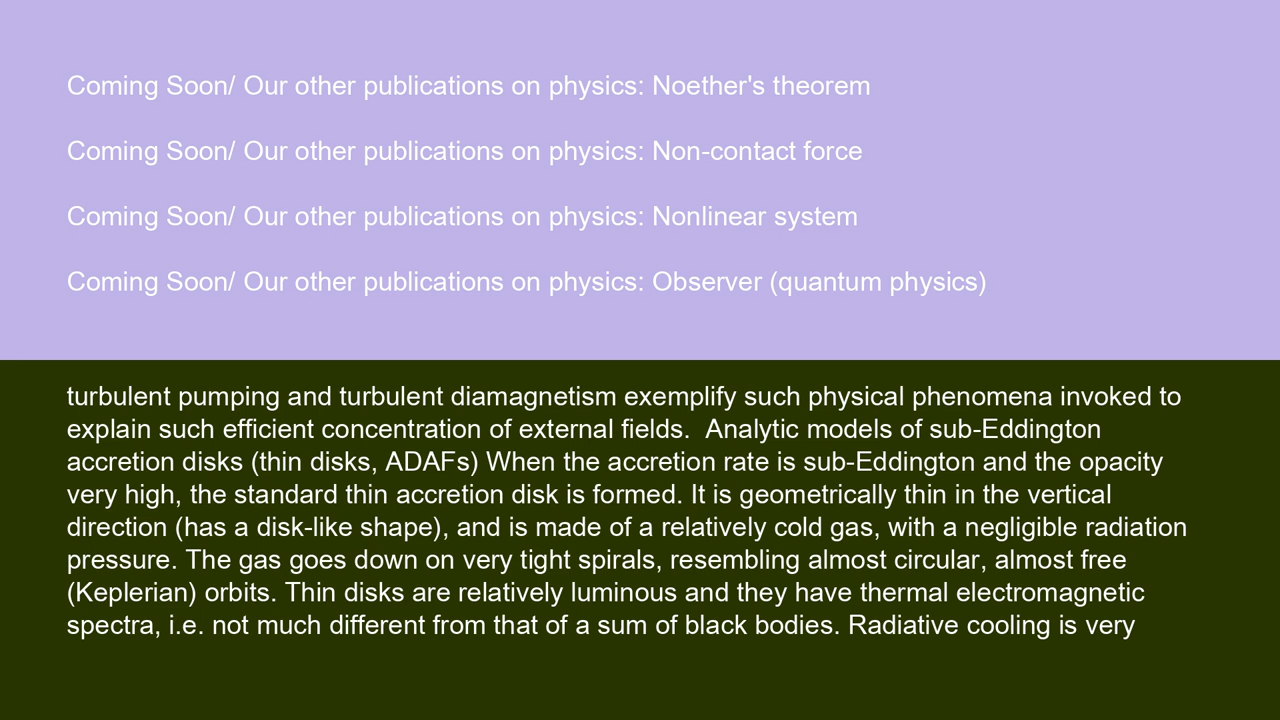 Coming Soon/ Our other publications on physics: Noether's theorem
Coming Soon/ Our other publications on physics: Non-contact force
Coming Soon/ Our other publications on physics: Nonlinear system
Coming Soon/ Our other publications on physics: Observer (quantum physics)
turbulent pumping and turbulent diamagnetism exemplify such physical phenomena invoked to
explain such efficient concentration of external fields.  Analytic models of sub-Eddington
accretion disks (thin disks, ADAFs) When the accretion rate is sub-Eddington and the opacity
very high, the standard thin accretion disk is formed. It is geometrically thin in the vertical
direction (has a disk-like shape), and is made of a relatively cold gas, with a negligible radiation
pressure. The gas goes down on very tight spirals, resembling almost circular, almost free
(Keplerian) orbits. Thin disks are relatively luminous and they have thermal electromagnetic
spectra, i.e. not much different from that of a sum of black bodies. Radiative cooling is very